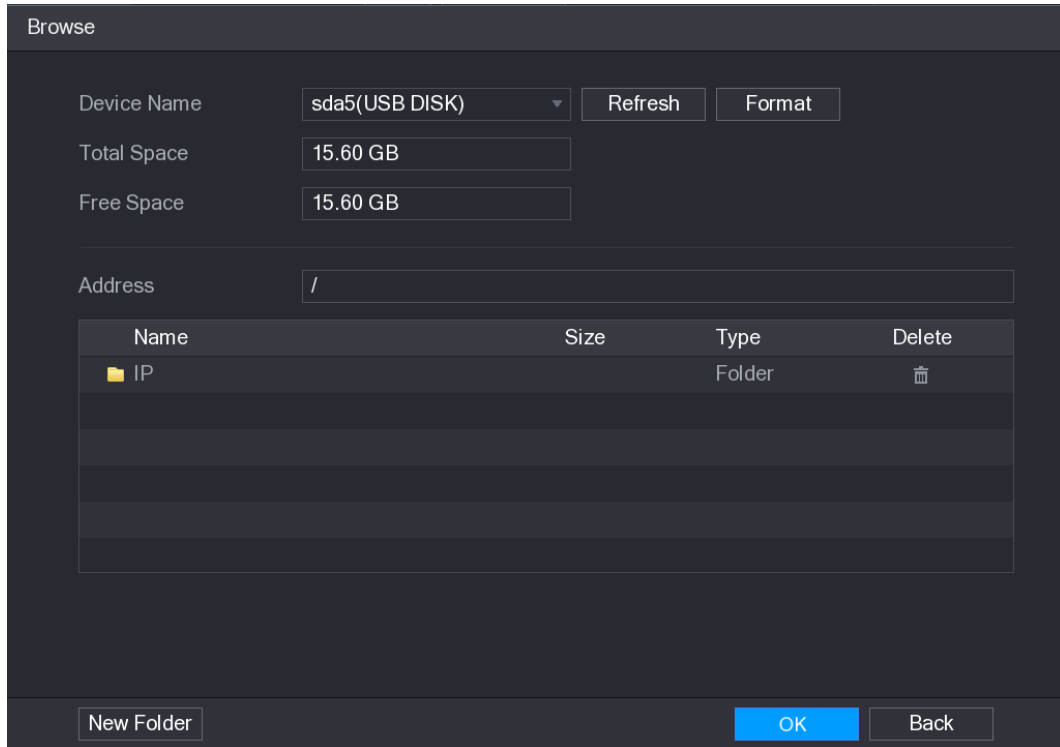 Browse
Device Name sda5(USB DISK) Refresh Format
Total Space 15.60 GB
Free Space 15.60 GB
Address /
Name Size Type Delete
IP Folder
New Folder OK Back